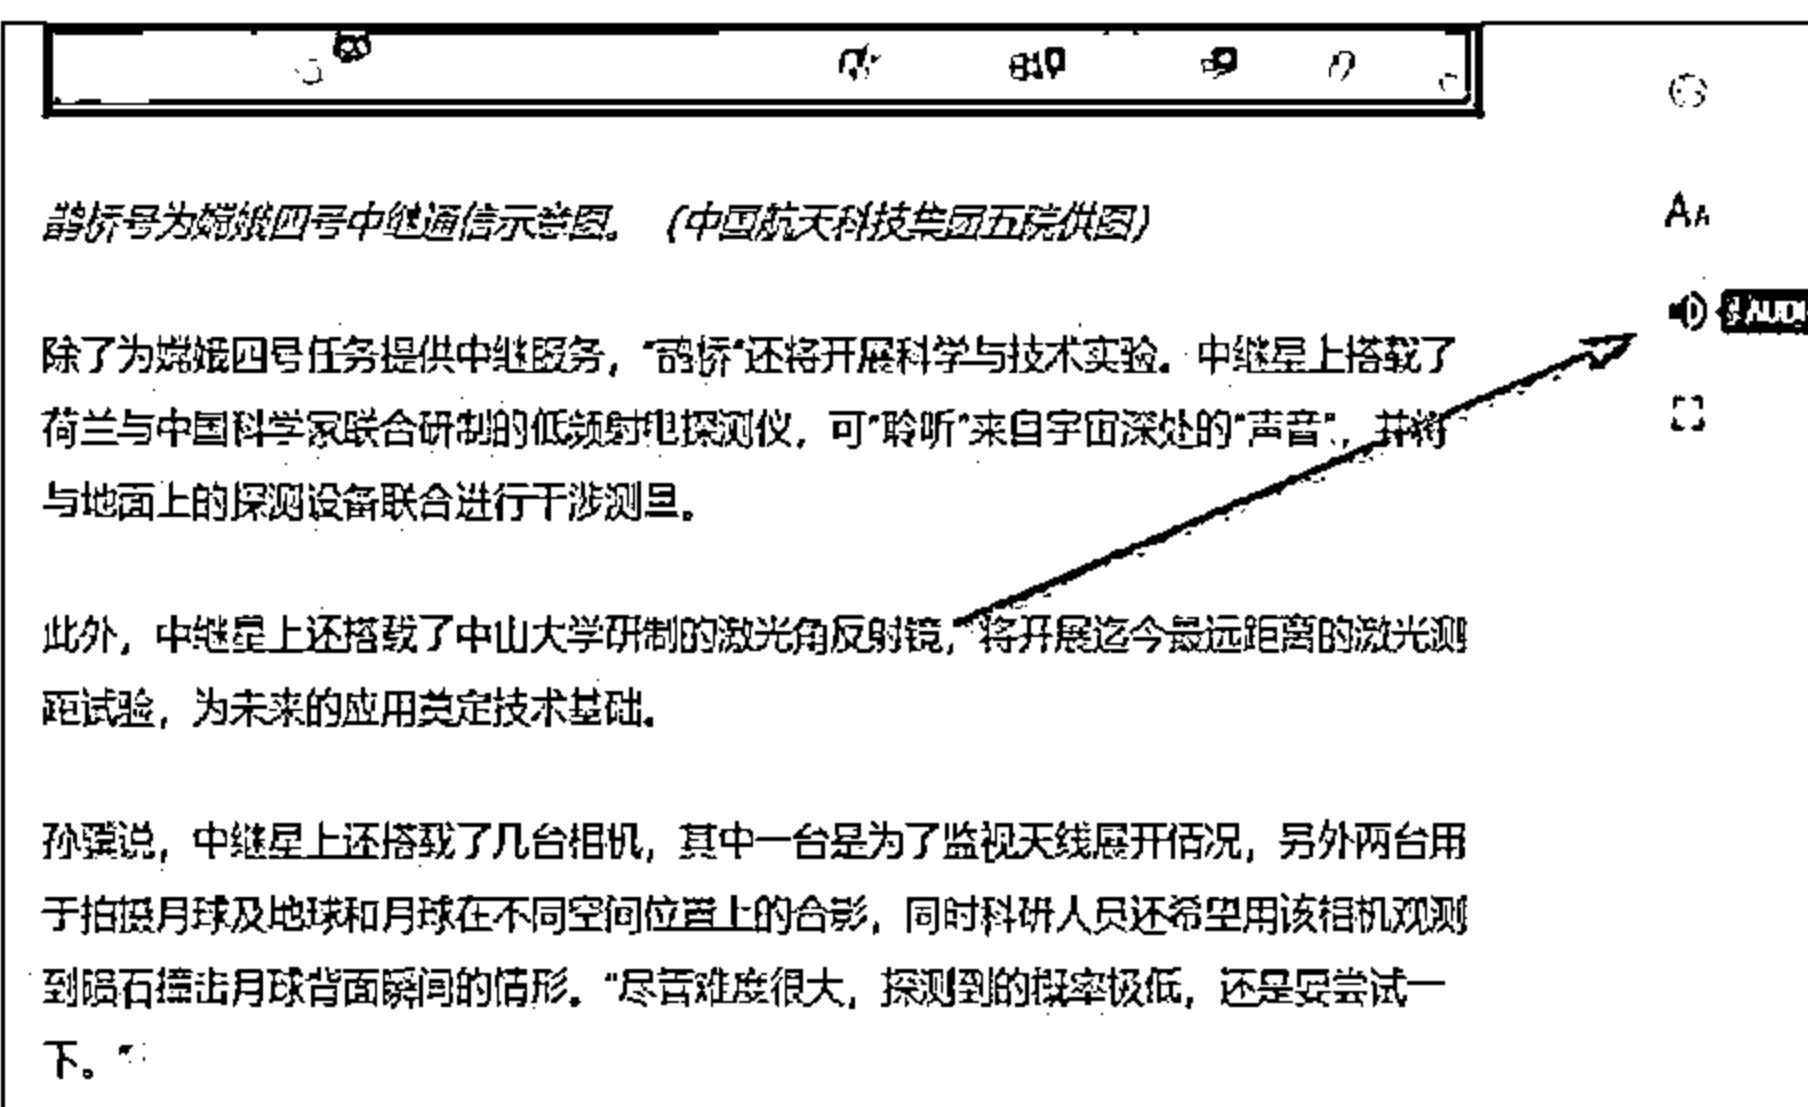 鹊桥号为嫦娥四号中继通信示意图。（中国航天科技集团五院供图）
AA
AUDI
除了为嫦娥四号任务提供中继服务，“鹊桥”还将开展科学与技术实验。中继星上搭载了
荷兰与中国科学家联合研制的低频射电探测仪，可“聆听”来自宇宙深处的“声音”，并将
与地面上的探测设备联合进行干涉测量。
此外，中继星上还搭载了中山大学研制的激光角反射镜，将开展迄今最远距离的激光测
距试验，为未来的应用奠定技术基础。
孙骥说，中继星上还搭载了几台相机，其中一台是为了监视天线展开情况，另外两台用
于拍摄月球及地球和月球在不同空间位置上的合影，同时科研人员还希望用该相机观测
到陨石撞击月球背面瞬间的情形。“尽管难度很大，探测到的概率极低，还是要尝试一
下。”